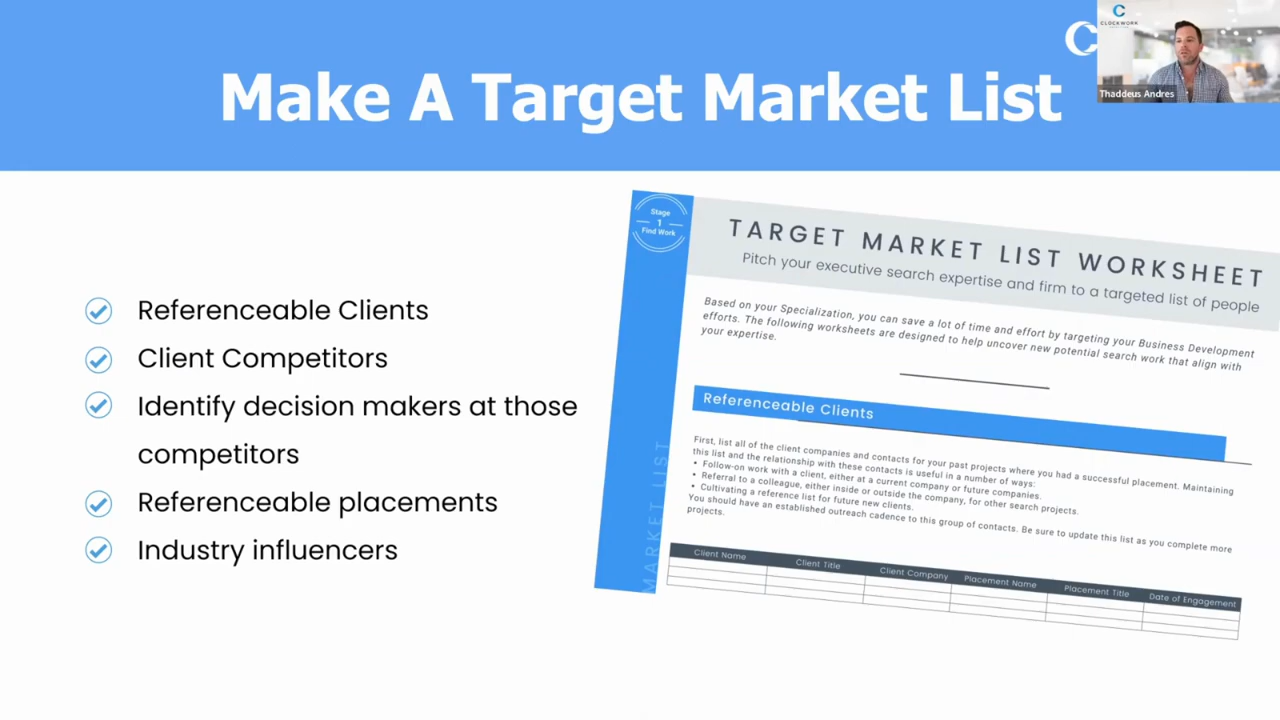 Make A Target Market List
CLOCKWORK
Thaddeus Andres
Referenceable Clients
Client Competitors
Identify decision makers at those
competitors
Referenceable placements
Industry influencers
Stage
1
Find Work
MARKET LIST
TARGET MARKET LIST WORKSHEET
Pitch your executive search expertise and firm to a targeted list of people
Based on your Specialization, you can save a lot of time and effort by targeting your Business Development
efforts. The following worksheets are designed to help uncover new potential search work that align with
your expertise.
Referenceable Clients
First, list all of the client companies and contacts for your past projects where you had a successful placement. Maintaining
this list and the relationship with these contacts is useful in a number of ways:
• Follow-on work with a client, either at a current company or future companies.
• Referral to a colleague, either inside or outside the company, for other search projects.
• Cultivating a reference list for future new clients.
You should have an established outreach cadence to this group of contacts. Be sure to update this list as you complete more
projects.
Client Name Client Title Client Company Placement Name Placement Title Date of Engagement